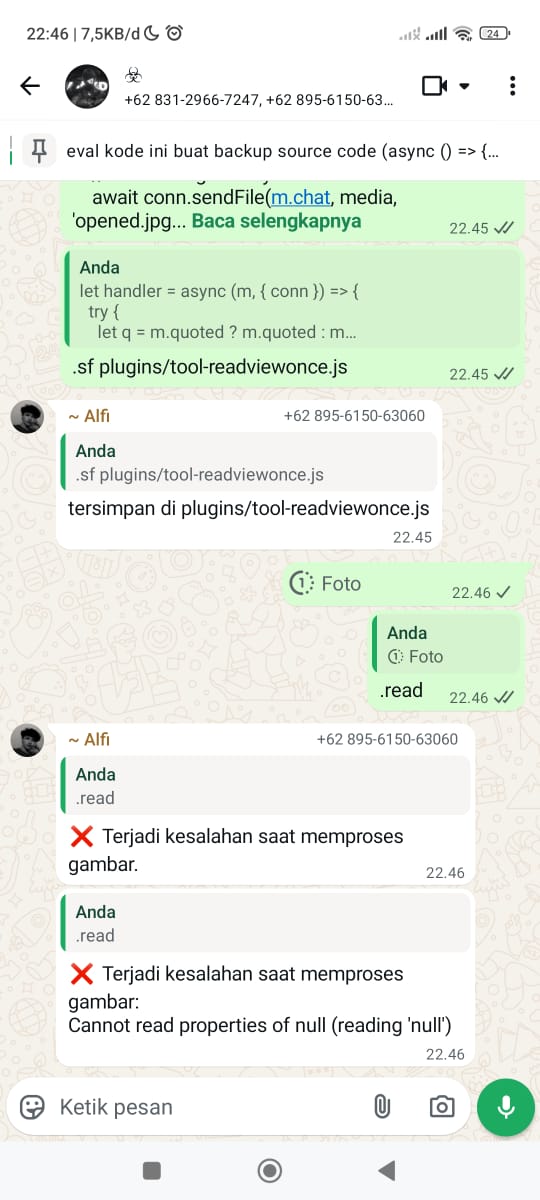 22:46 | 7,5KB/d
24
☣
+62 831-2966-7247, +62 895-6150-63...
eval kode ini buat backup source code (async () => {...
await conn.sendFile(m.chat, media,
'opened.jpg... Baca selengkapnya
22.45
Anda
let handler = async (m, { conn }) => {
try {
let q = m.quoted ? m.quoted : m...
.sf plugins/tool-readviewonce.js
22.45
~ Alfi
+62 895-6150-63060
Anda
.sf plugins/tool-readviewonce.js
tersimpan di plugins/tool-readviewonce.js
22.45
1 Foto
22.46
Anda
1 Foto
.read
22.46
~ Alfi
+62 895-6150-63060
Anda
.read
❌ Terjadi kesalahan saat memproses
gambar.
22.46
Anda
.read
❌ Terjadi kesalahan saat memproses
gambar:
Cannot read properties of null (reading 'null')
22.46
Ketik pesan